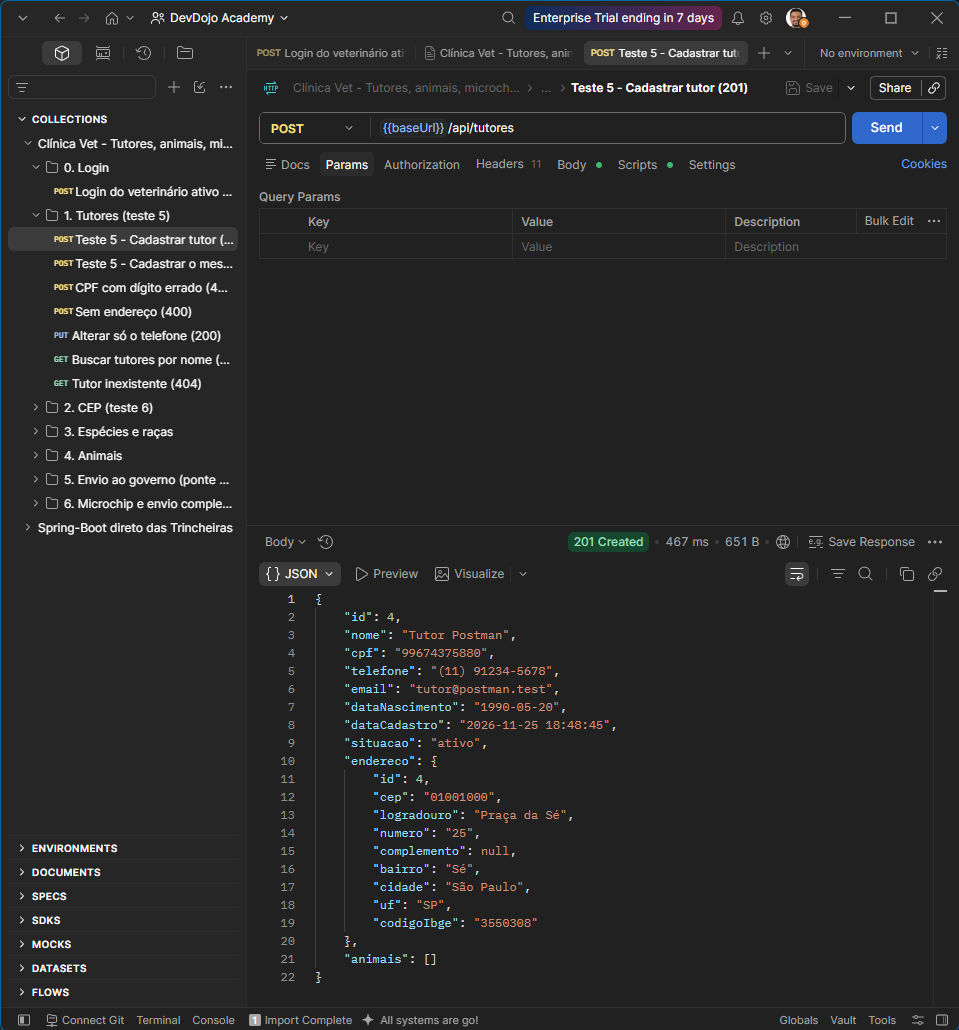 DevDojo Academy
Enterprise Trial ending in 7 days
POST Login do veterinário ati
Clínica Vet - Tutores, anin
POST Teste 5 - Cadastrar tut
No environment
HTTP Clínica Vet - Tutores, animais, microch... > ... > Teste 5 - Cadastrar tutor (201)
Save
Share
POST
{{baseUrl}} /api/tutores
Send
Docs Params Authorization Headers 11 Body Scripts Settings
Cookies
Query Params
Key Value Description Bulk Edit
Key Value Description
COLLECTIONS
Clínica Vet - Tutores, animais, mi...
0. Login
POST Login do veterinário ativo ...
1. Tutores (teste 5)
POST Teste 5 - Cadastrar tutor (...
POST Teste 5 - Cadastrar o mes...
POST CPF com dígito errado (4...
POST Sem endereço (400)
PUT Alterar só o telefone (200)
GET Buscar tutores por nome (...
GET Tutor inexistente (404)
2. CEP (teste 6)
3. Espécies e raças
4. Animais
5. Envio ao governo (ponte ...
6. Microchip e envio comple...
Spring-Boot direto das Trincheiras
ENVIRONMENTS
DOCUMENTS
SPECS
SDKS
MOCKS
DATASETS
FLOWS
Body
201 Created • 467 ms • 651 B
e.g. Save Response
{} JSON
Preview
Visualize
1 {
2 "id": 4,
3 "nome": "Tutor Postman",
4 "cpf": "99674375880",
5 "telefone": "(11) 91234-5678",
6 "email": "tutor@postman.test",
7 "dataNascimento": "1990-05-20",
8 "dataCadastro": "2026-11-25 18:48:45",
9 "situacao": "ativo",
10 "endereco": {
11 "id": 4,
12 "cep": "01001000",
13 "logradouro": "Praça da Sé",
14 "numero": "25",
15 "complemento": null,
16 "bairro": "Sé",
17 "cidade": "São Paulo",
18 "uf": "SP",
19 "codigoIbge": "3550308"
20 },
21 "animais": []
22 }
Connect Git Terminal Console 1 Import Complete All systems are go!
Globals Vault Tools